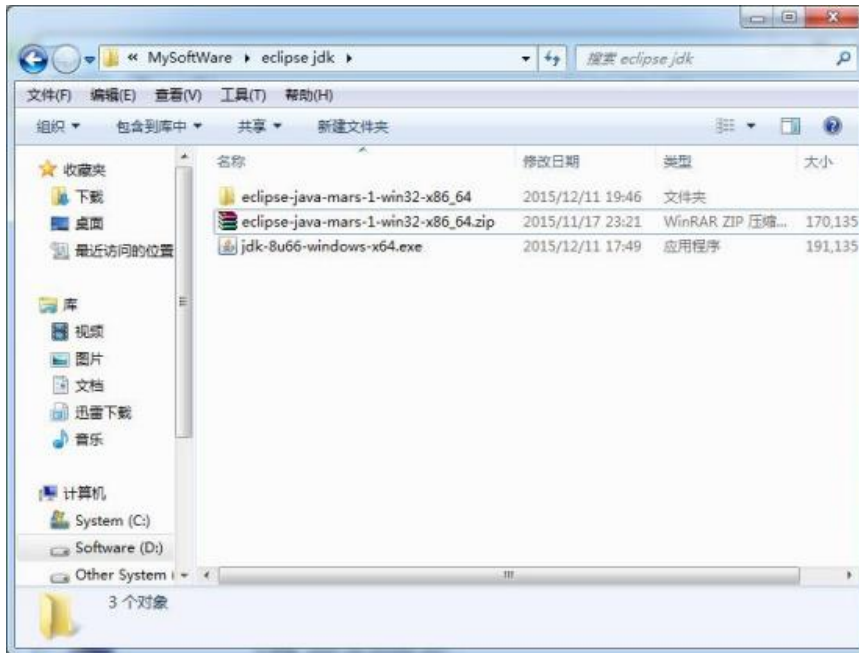 « MySoftWare ▸ eclipse jdk ▸ 搜索 eclipse jdk
文件(F) 编辑(E) 查看(V) 工具(T) 帮助(H)
组织 包含到库中 共享 新建文件夹
名称 修改日期 类型 大小
收藏夹
下载
桌面
最近访问的位置
库
视频
图片
文档
迅雷下载
音乐
计算机
System (C:)
Software (D:)
Other System
eclipse-java-mars-1-win32-x86_64 2015/12/11 19:46 文件夹
eclipse-java-mars-1-win32-x86_64.zip 2015/11/17 23:21 WinRAR ZIP 压缩... 170,135
jdk-8u66-windows-x64.exe 2015/12/11 17:49 应用程序 191,135
3 个对象